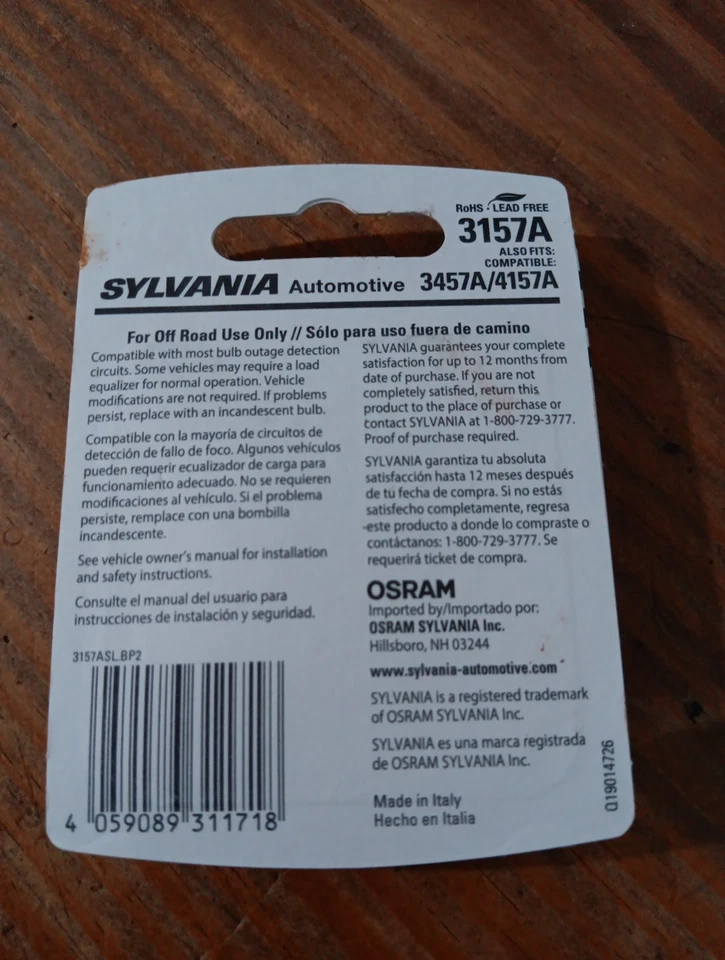 RoHS LEAD FREE
3157A
ALSO FITS:
COMPATIBLE:
SYLVANIA Automotive 3457A/4157A
For Off Road Use Only // Sólo para uso fuera de camino
Compatible with most bulb outage detection
circuits. Some vehicles may require a load
equalizer for normal operation. Vehicle
modifications are not required. If problems
persist, replace with an incandescent bulb.
Compatible con la mayoría de circuitos de
detección de fallo de foco. Algunos vehículos
pueden requerir ecualizador de carga para
funcionamiento adecuado. No se requieren
modificaciones al vehículo. Si el problema
persiste, remplace con una bombilla
incandescente.
See vehicle owner's manual for installation
and safety instructions.
Consulte el manual del usuario para
instrucciones de instalación y seguridad.
3157ASL.BP2
4 059089 311718
SYLVANIA guarantees your complete
satisfaction for up to 12 months from
date of purchase. If you are not
completely satisfied, return this
product to the place of purchase or
contact SYLVANIA at 1-800-729-3777.
Proof of purchase required.
SYLVANIA garantiza tu absoluta
satisfacción hasta 12 meses después
de tu fecha de compra. Si no estás
satisfecho completamente, regresa
este producto a donde lo compraste o
contáctanos: 1-800-729-3777. Se
requerirá ticket de compra.
OSRAM
Imported by/Importado por:
OSRAM SYLVANIA Inc.
Hillsboro, NH 03244
www.sylvania-automotive.com
SYLVANIA is a registered trademark
of OSRAM SYLVANIA Inc.
SYLVANIA es una marca registrada
de OSRAM SYLVANIA Inc.
Made in Italy
Hecho en Italia
Q19014726